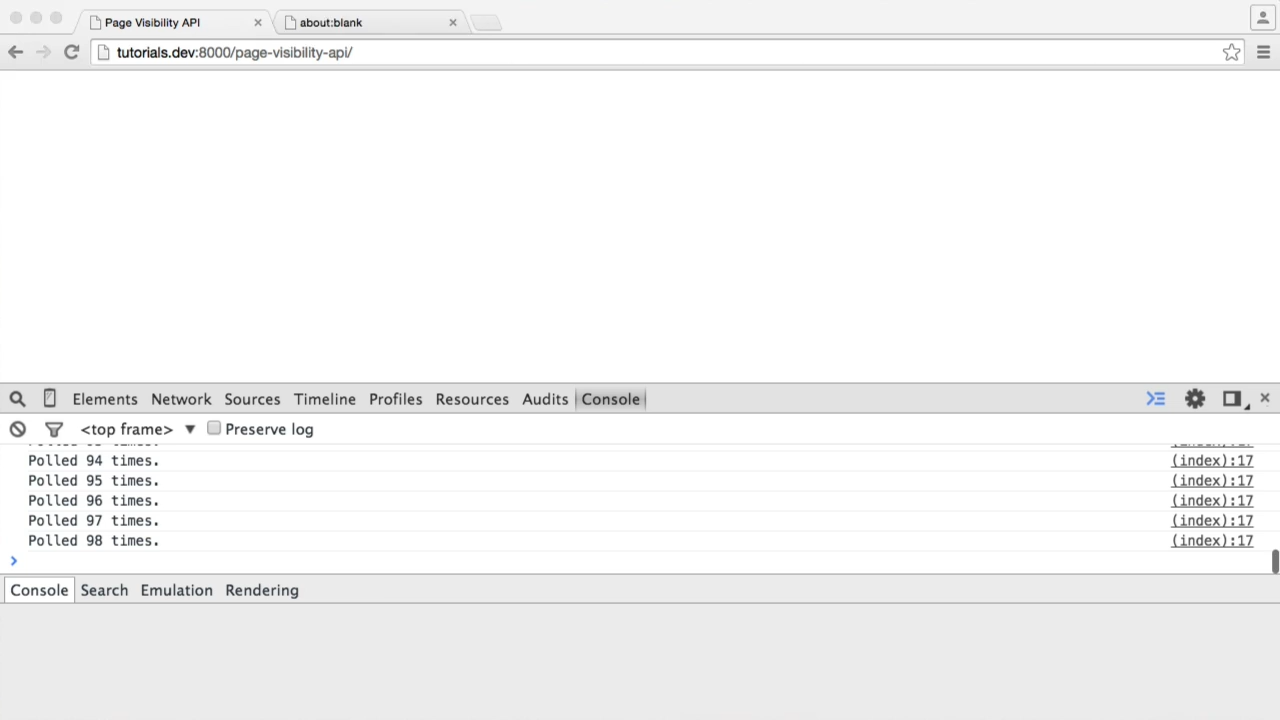 Page Visibility API
about:blank
tutorials.dev:8000/page-visibility-api/
Elements Network Sources Timeline Profiles Resources Audits Console
<top frame> Preserve log
Polled 94 times. (index):17
Polled 95 times. (index):17
Polled 96 times. (index):17
Polled 97 times. (index):17
Polled 98 times. (index):17
Console Search Emulation Rendering